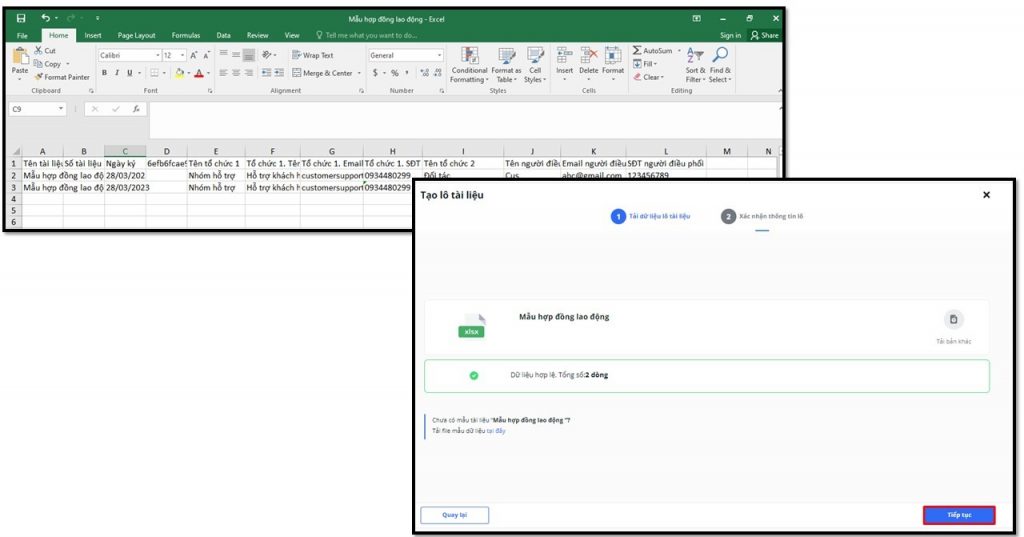 Mẫu hợp đồng lao động - Excel
File Home Insert Page Layout Formulas Data Review View Tell me what you want to do... Sign in Share
Paste Cut Copy Format Painter
Calibri 12 Wrap Text General AutoSum
B I U Merge & Center $ % , Fill Clear
Conditional Formatting Format as Table Cell Styles Insert Delete Format Sort & Filter Find & Select
Clipboard Font Alignment Number Styles Cells Editing
C9 fx
A B C D E F G H I J K L M N
1 Tên tài liệu Số tài liệu Ngày ký 6efb6fcae9 Tên tổ chức 1 Tổ chức 1. Tên Tổ chức 1. Email Tổ chức 1. SĐT Tên tổ chức 2 Tên người điều Email người điều SĐT người điều phối
2 Mẫu hợp đồng lao độ 28/03/202 Nhóm hỗ trợ Hỗ trợ khách h customersupport 0934480299 Đối tác Cus abc@gmail.com 123456789
3 Mẫu hợp đồng lao độ 28/03/2023 Nhóm hỗ trợ Hỗ trợ khách h customersupport 0934480299
4
5
6
Tạo lô tài liệu
1 Tải dữ liệu lô tài liệu 2 Xác nhận thông tin lô
xlsx
Mẫu hợp đồng lao động
Tải bản khác
Dữ liệu hợp lệ. Tổng số:2 dòng
Chưa có mẫu tài liệu "Mẫu hợp đồng lao động "?
Tải file mẫu dữ liệu tại đây
Quay lại Tiếp tục